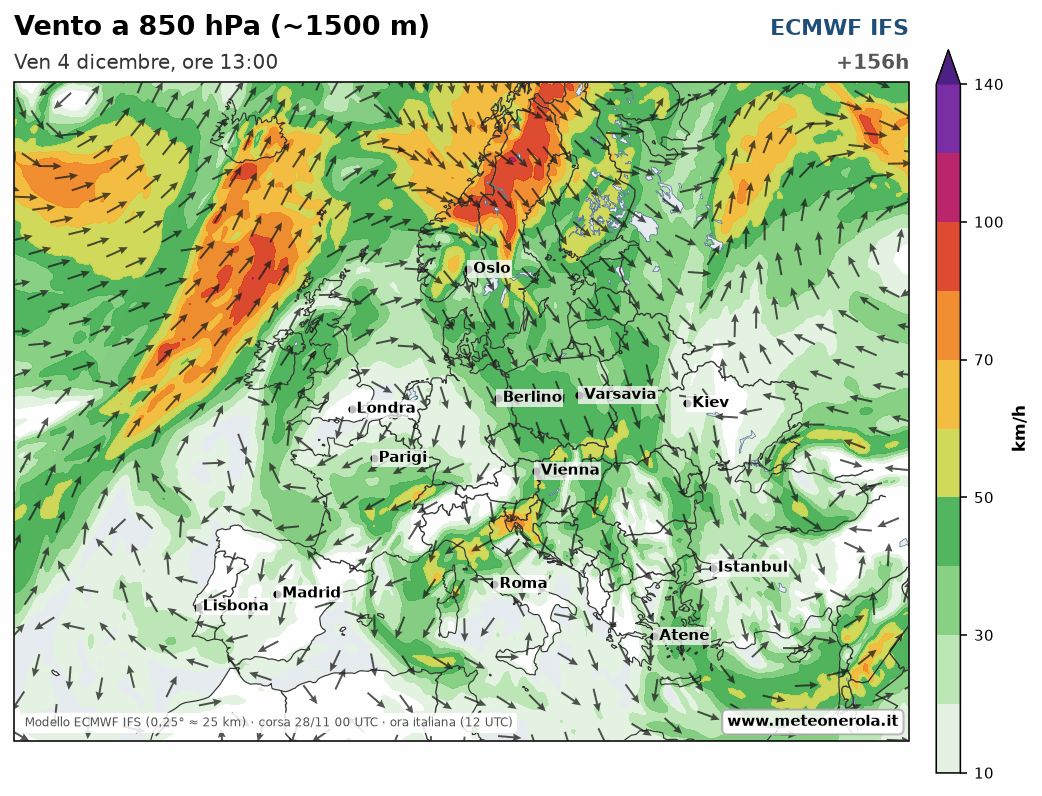 Vento a 850 hPa (~1500 m)
ECMWF IFS
Ven 4 dicembre, ore 13:00
+156h
140
100
70
50
30
10
km/h
Oslo
Berlino
Varsavia
Kiev
Londra
Parigi
Vienna
Istanbul
Roma
Madrid
Lisbona
Atene
Modello ECMWF IFS (0,25° ≈ 25 km) · corsa 28/11 00 UTC · ora italiana (12 UTC)
www.meteonerola.it